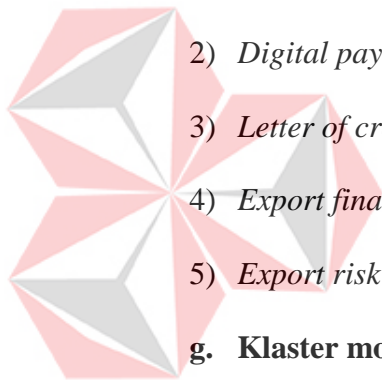 2) Digital pay
3) Letter of cr
4) Export fina
5) Export risk
g. Klaster mo